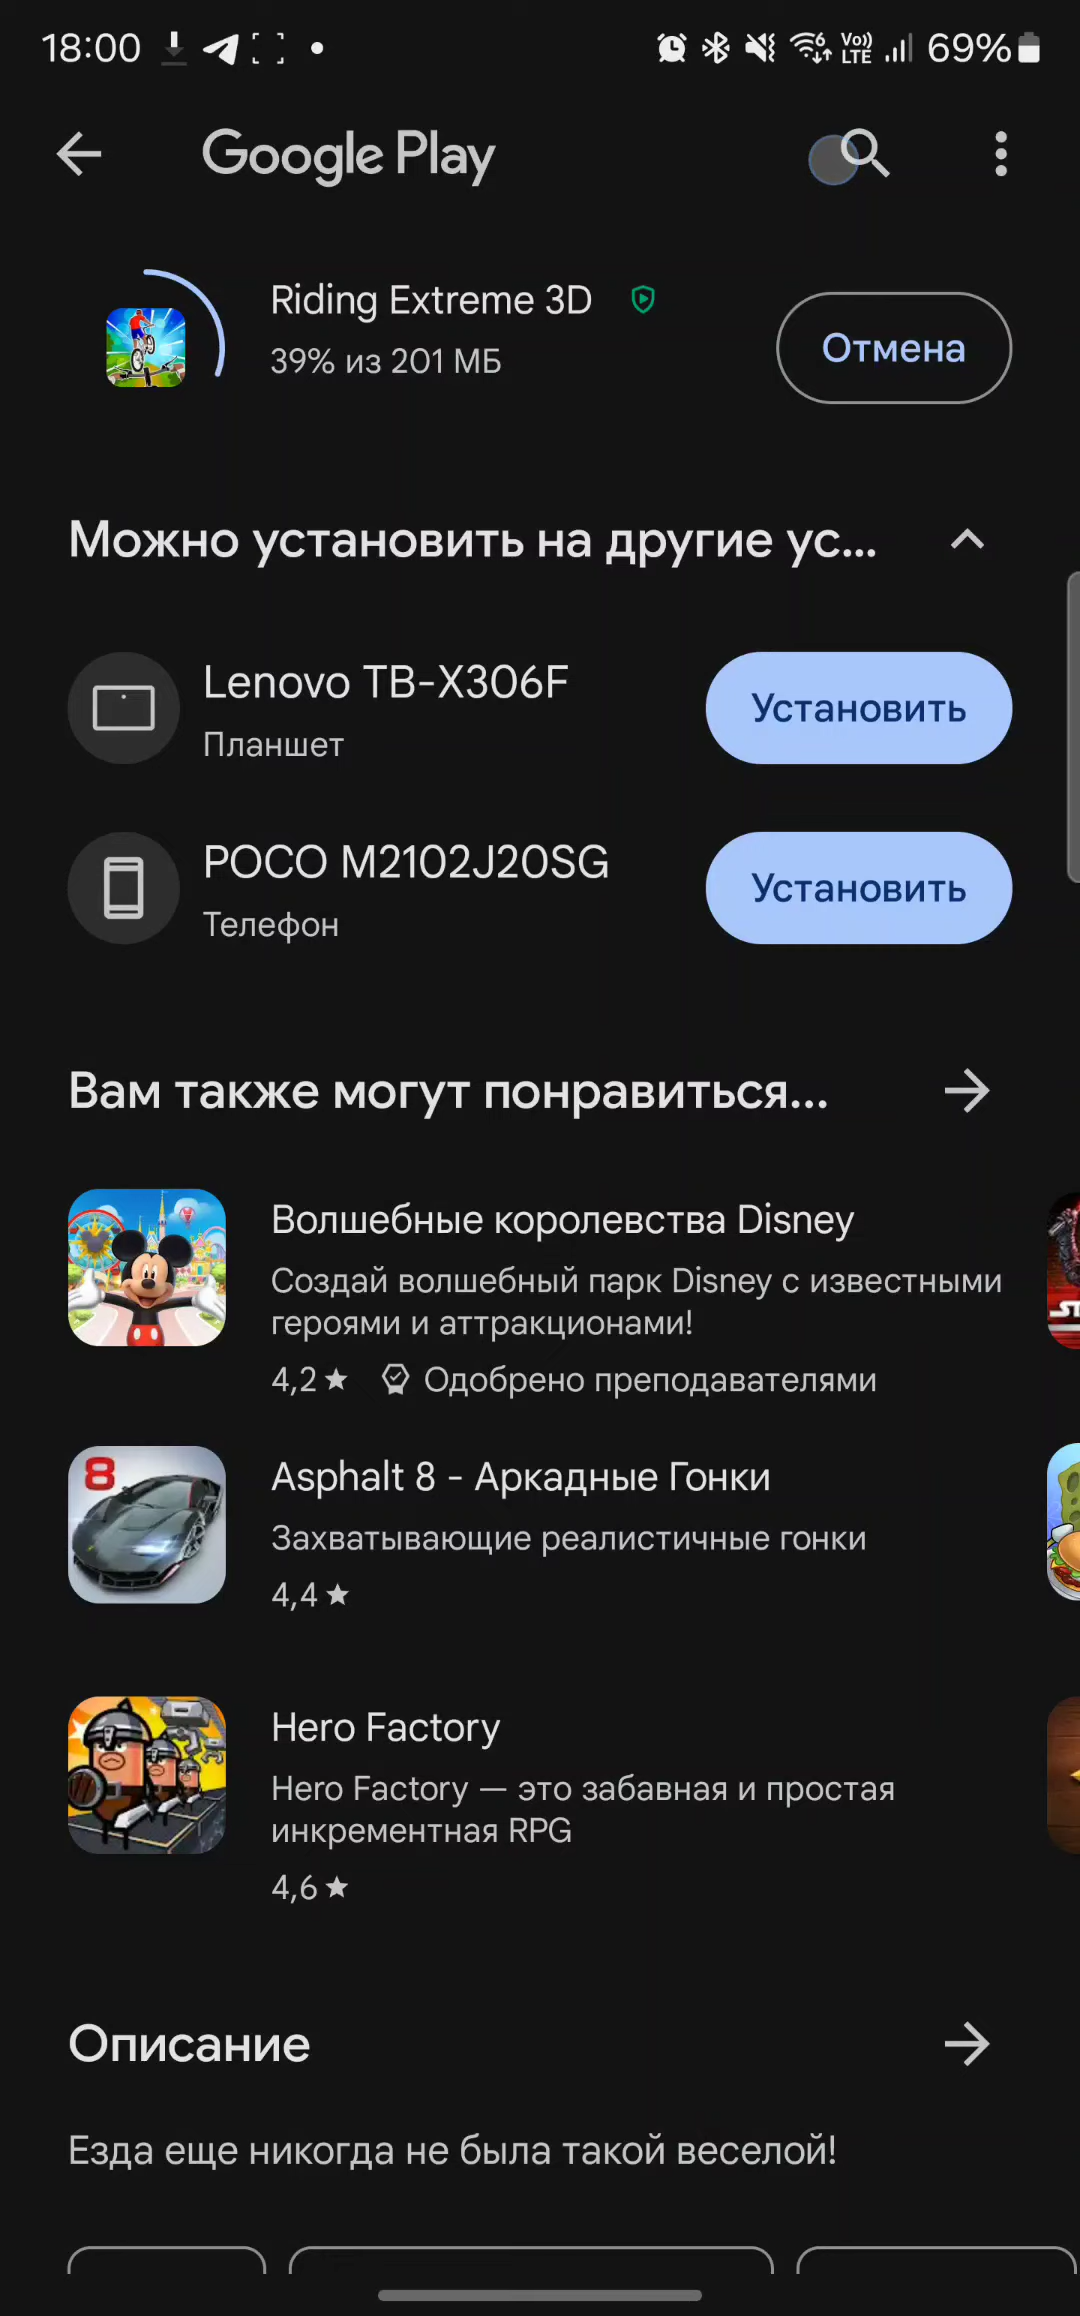 18:00
Vo))
LTE
69%
Google Play
Riding Extreme 3D
39% из 201 МБ
Отмена
Можно установить на другие ус...
Lenovo TB-X306F
Планшет
Установить
POCO M2102J20SG
Телефон
Установить
Вам также могут понравиться...
Волшебные королевства Disney
Создай волшебный парк Disney с известными
героями и аттракционами!
4,2★ Одобрено преподавателями
8
Asphalt 8 - Аркадные Гонки
Захватывающие реалистичные гонки
4,4★
Hero Factory
Hero Factory — это забавная и простая
инкрементная RPG
4,6★
Описание
Езда еще никогда не была такой веселой!